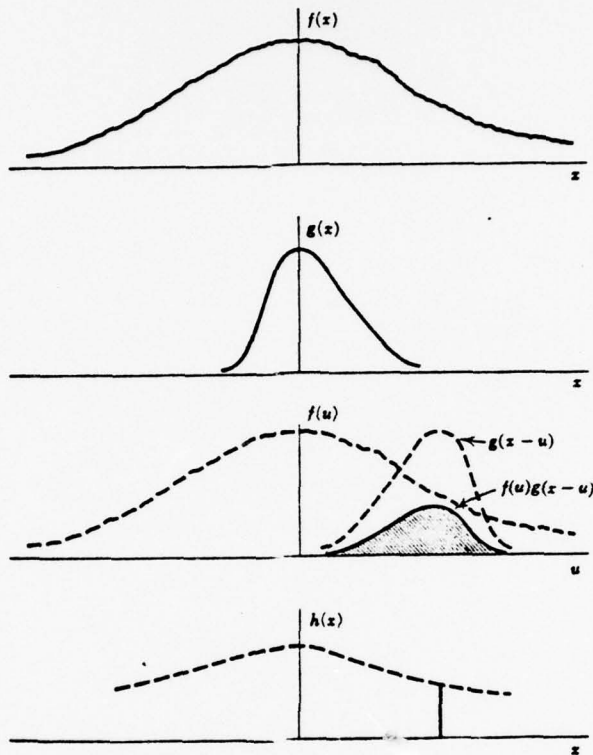 f(x)
x
g(x)
x
f(u)
g(x − u)
f(u)g(x − u)
u
h(x)
x